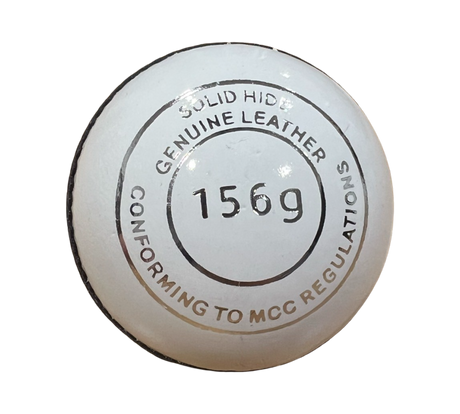 SOLID HIDE
GENUINE LEATHER
156g
CONFORMING TO MCC REGULATIONS